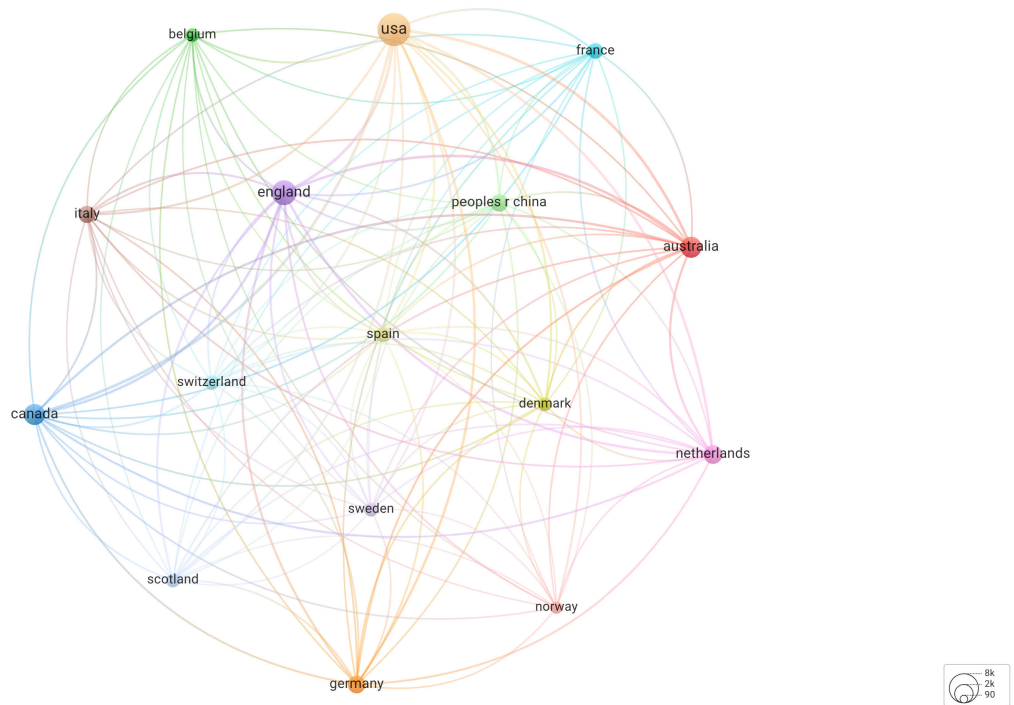 usa
belgium
france
england
peoples r china
italy
australia
spain
switzerland
denmark
canada
netherlands
sweden
scotland
norway
germany
8k
2k
90